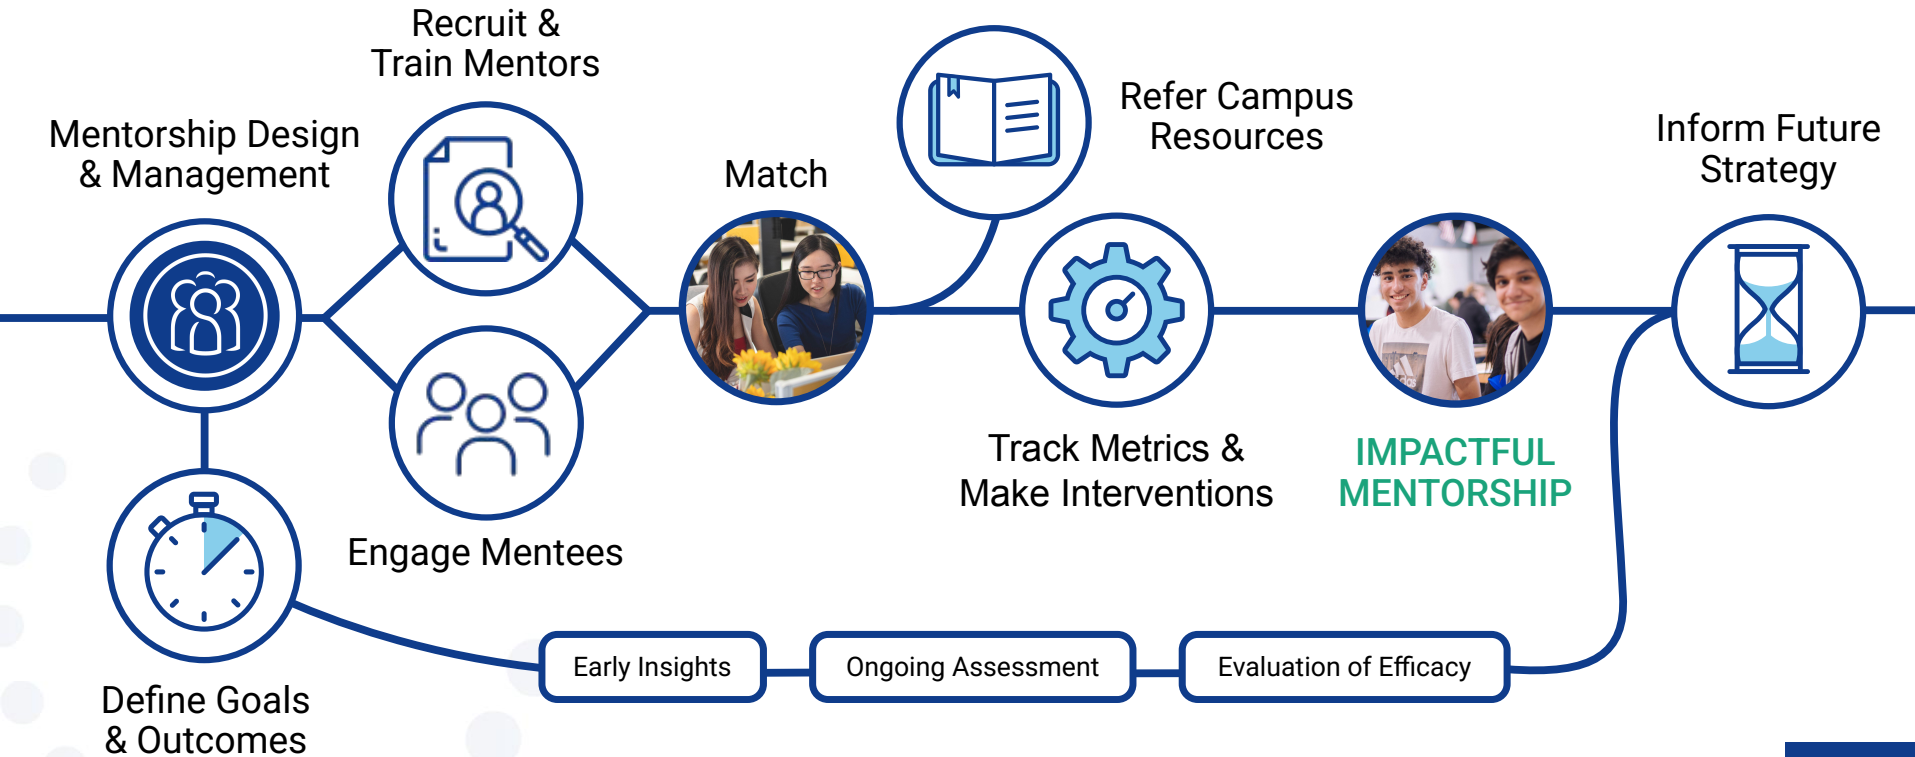 Recruit &
Train Mentors
Mentorship Design
& Management
Match
Refer Campus
Resources
Inform Future
Strategy
Engage Mentees
Track Metrics &
Make Interventions
IMPACTFUL
MENTORSHIP
Define Goals
& Outcomes
Early Insights
Ongoing Assessment
Evaluation of Efficacy